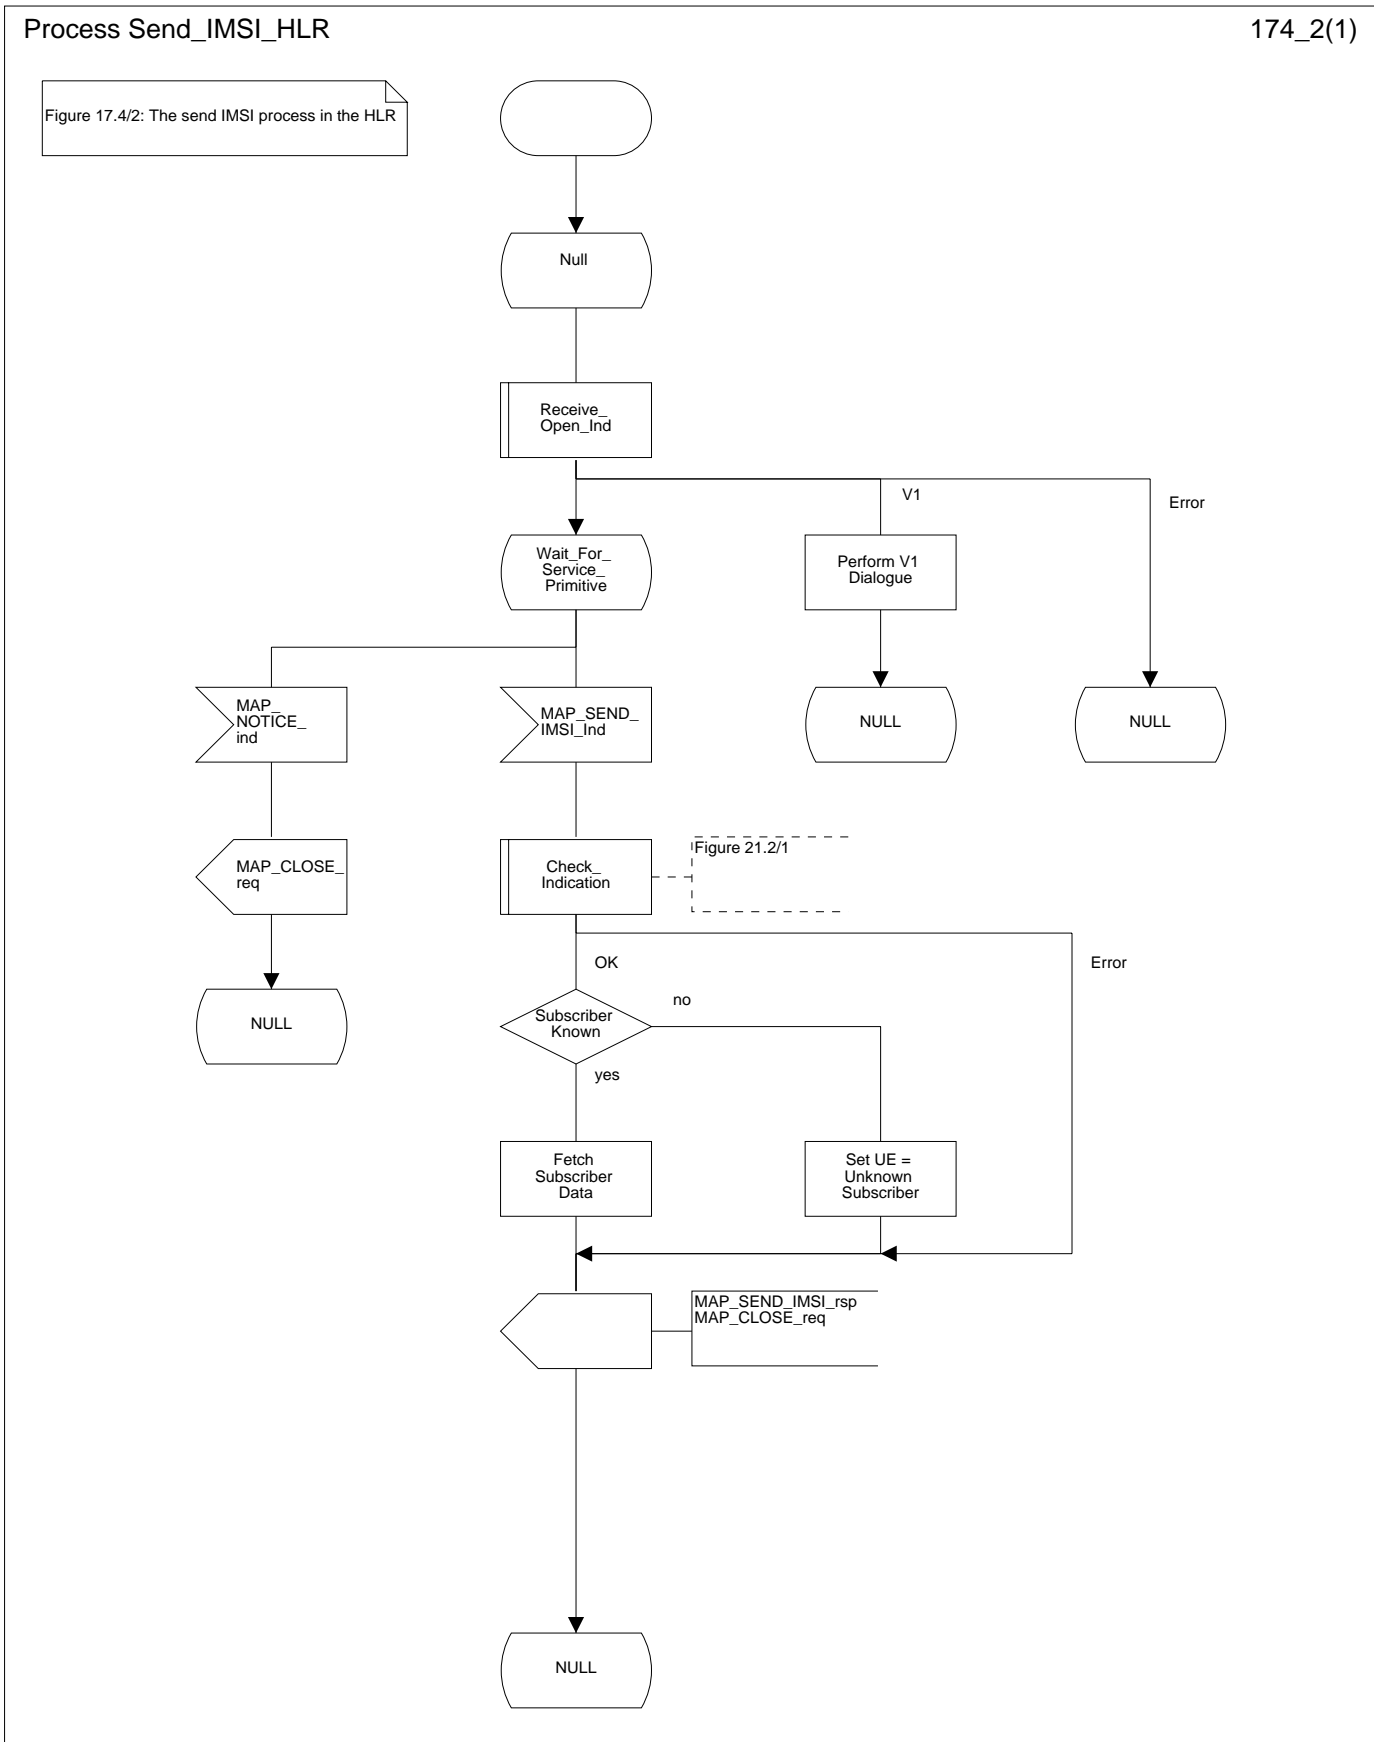 Process Send_IMSI_HLR
174_2(1)
Figure 17.4/2: The send IMSI process in the HLR
Null
Receive_
Open_Ind
V1
Error
Wait_For_
Service_
Primitive
Perform V1
Dialogue
MAP_
NOTICE_
ind
MAP_SEND_
IMSI_Ind
NULL
NULL
MAP_CLOSE_
req
Check_
Indication
Figure 21.2/1
OK
Error
NULL
Subscriber
Known
no
yes
Fetch
Subscriber
Data
Set UE =
Unknown
Subscriber
MAP_SEND_IMSI_rsp
MAP_CLOSE_req
NULL